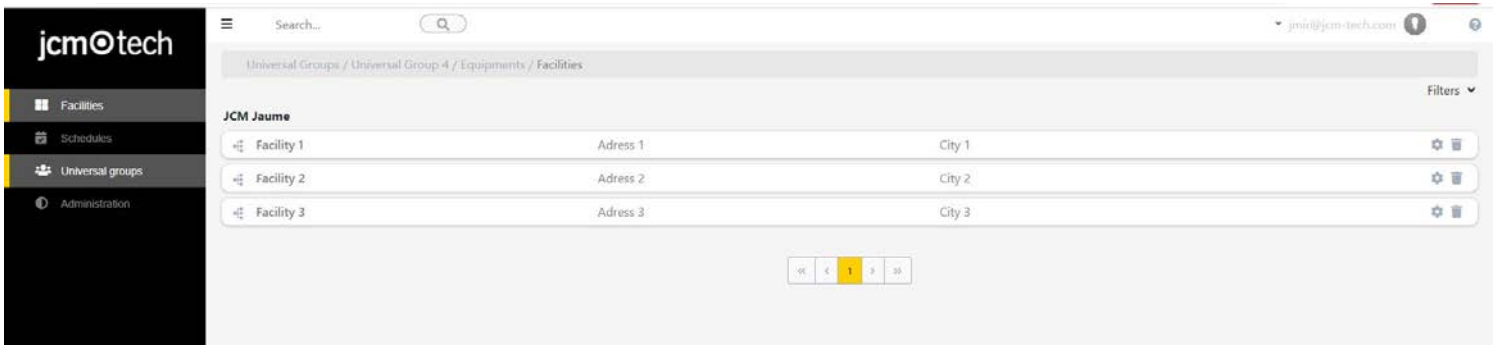 jcm tech
Search...
jmir@jcm-tech.com
Universal Groups / Universal Group 4 / Equipments / Facilities
Filters
Facilities
Schedules
Universal groups
Administration
JCM Jaume
Facility 1 Adress 1 City 1
Facility 2 Adress 2 City 2
Facility 3 Adress 3 City 3
« < 1 > »